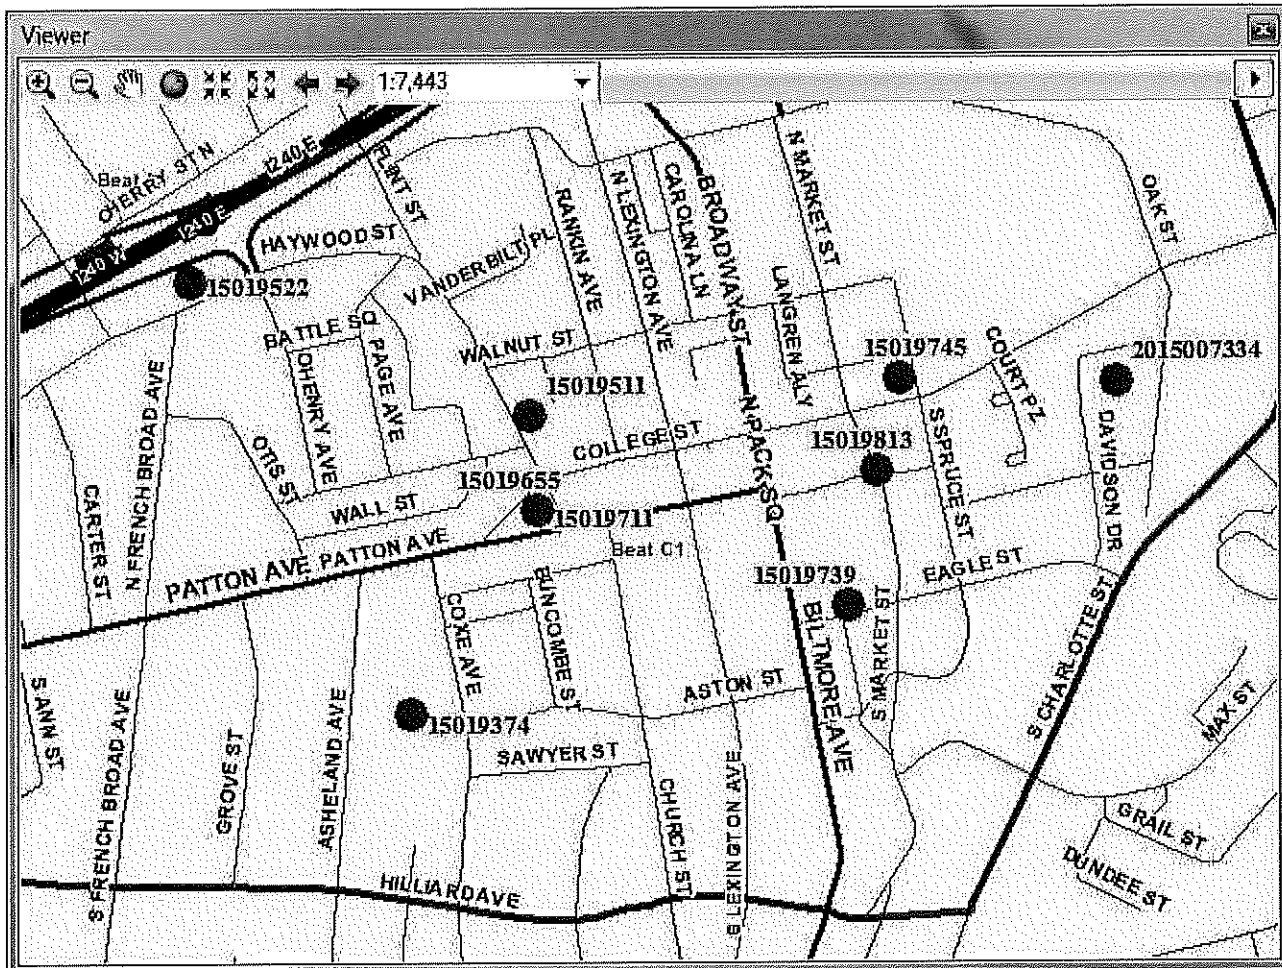 Viewer
1:7,443
Beat
CHERRY ST N
I240 E
I240 E
I240 W
FLINT ST
HAYWOOD ST
VANDERBILT PL
RANKIN AVE
N LEXINGTON AVE
CAROLINA LN
BROADWAY ST
N MARKET ST
OAK ST
15019522
BATTLE SQ
PAGE AVE
OHENRY AVE
WALNUT ST
LANGREN ALY
COURT PZ
15019745
2015007334
15019511
N FRENCH BROAD AVE
OTIS ST
COLLEGE ST
N PACK SQ
15019813
S SPRUCE ST
DAVIDSON DR
CARTER ST
WALL ST
15019655
15019711
PATTON AVE
PATTON AVE
Beat C1
15019739
EAGLE ST
COXE AVE
BUNCOMBE ST
BILTMORE AVE
S MARKET ST
S CHARLOTTE ST
S ANN ST
S FRENCH BROAD AVE
GROVE ST
ASHELAND AVE
15019374
ASTON ST
SAWYER ST
MAX ST
CHURCH ST
S LEXINGTON AVE
GRAIL ST
HILLIARD AVE
DUNDEE ST